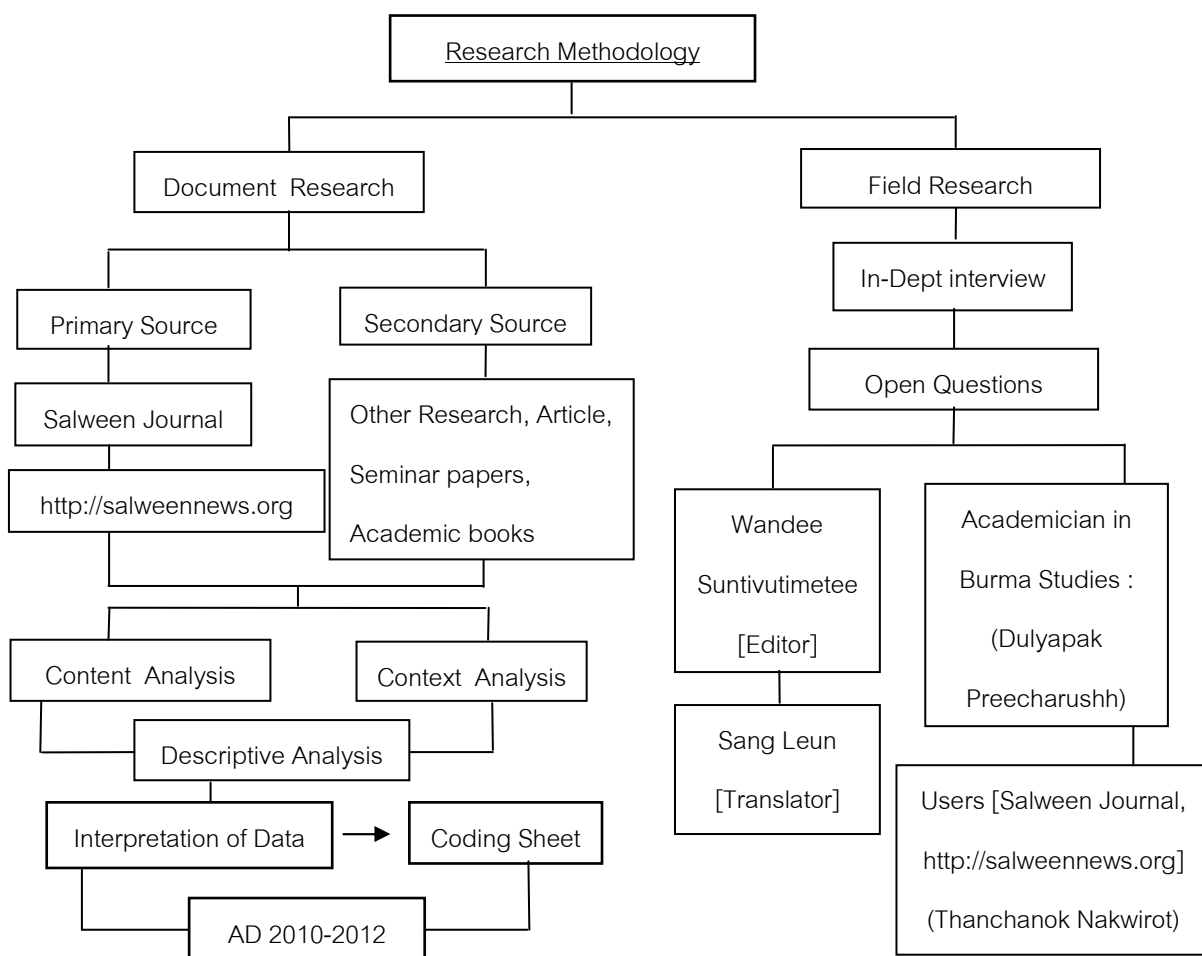 Research Methodology
Document Research
Field Research
In-Dept interview
Primary Source
Secondary Source
Open Questions
Salween Journal
Other Research, Article,
Seminar papers,
Academic books
http://salweennews.org
Wandee
Suntivutimetee
[Editor]
Academician in
Burma Studies :
(Dulyapak
Preecharushh)
Content Analysis
Context Analysis
Descriptive Analysis
Sang Leun
[Translator]
Interpretation of Data
Coding Sheet
Users [Salween Journal,
http://salweennews.org]
(Thanchanok Nakwirot)
AD 2010-2012